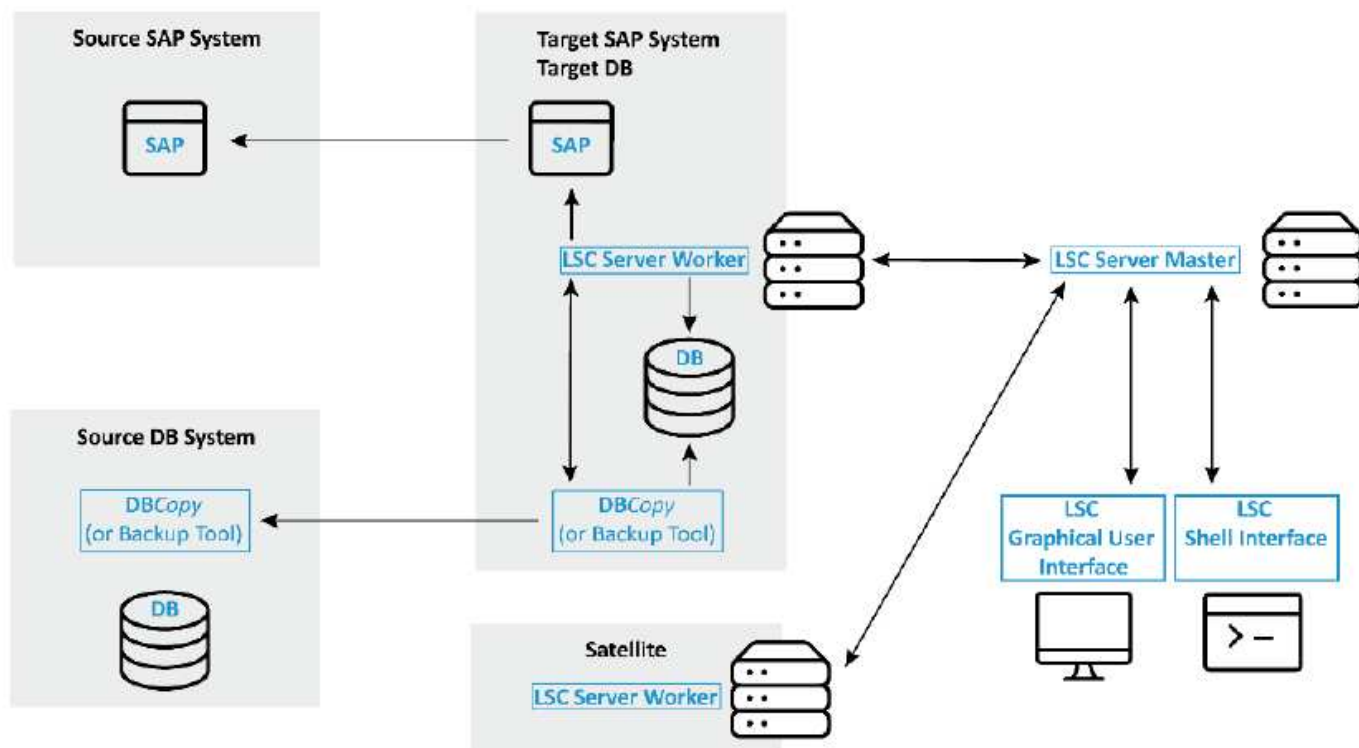 Source SAP System
SAP
Target SAP System
Target DB
SAP
LSC Server Worker
DB
DBCopy
(or Backup Tool)
LSC Server Master
Source DB System
DBCopy
(or Backup Tool)
DB
LSC
Graphical User
Interface
LSC
Shell Interface
Satellite
LSC Server Worker